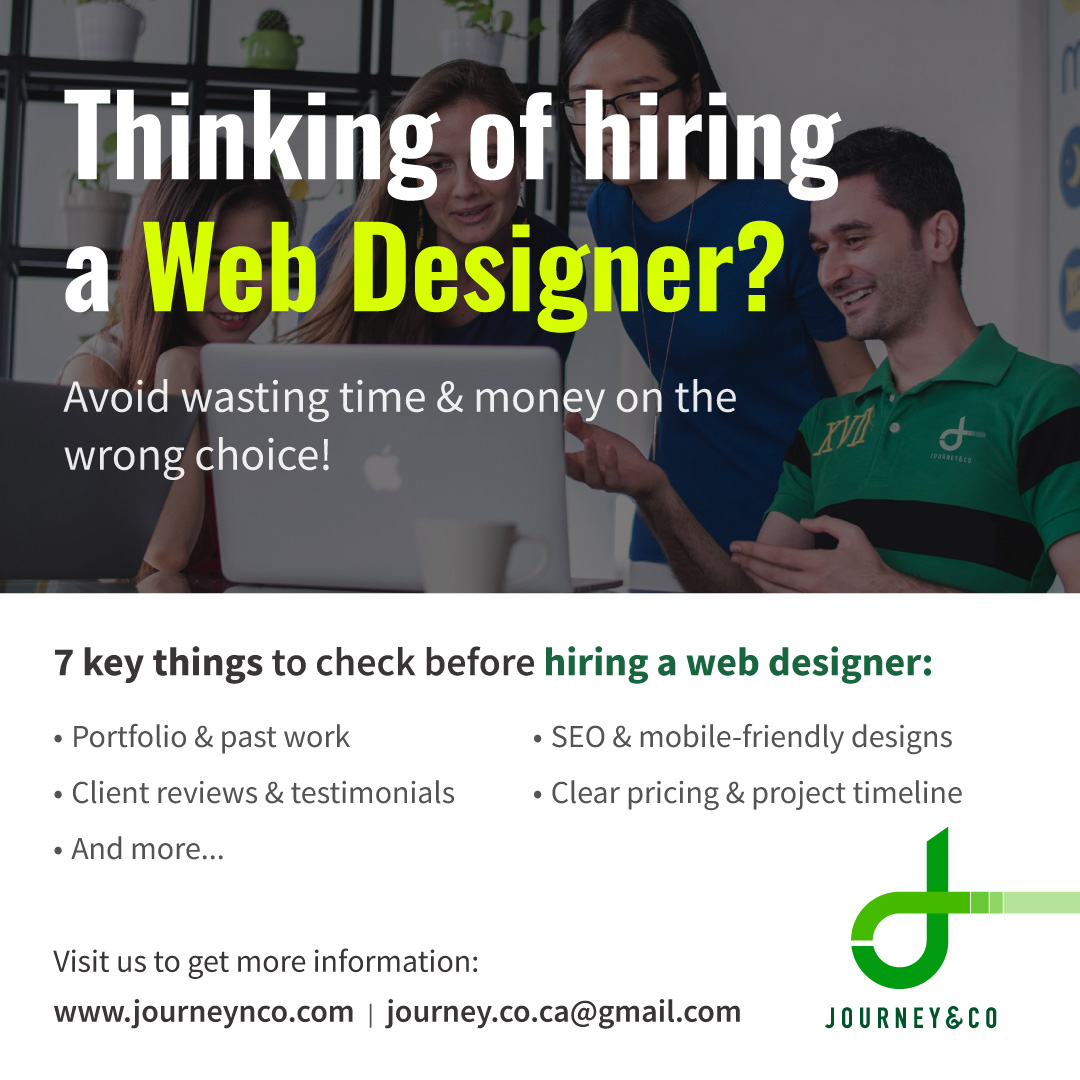 Thinking of hiring
a Web Designer?
Avoid wasting time & money on the
wrong choice!
XVII
JOURNEY&CO
7 key things to check before hiring a web designer:
• Portfolio & past work
• Client reviews & testimonials
• And more...
• SEO & mobile-friendly designs
• Clear pricing & project timeline
Visit us to get more information:
www.journeynco.com | journey.co.ca@gmail.com
JOURNEY&CO